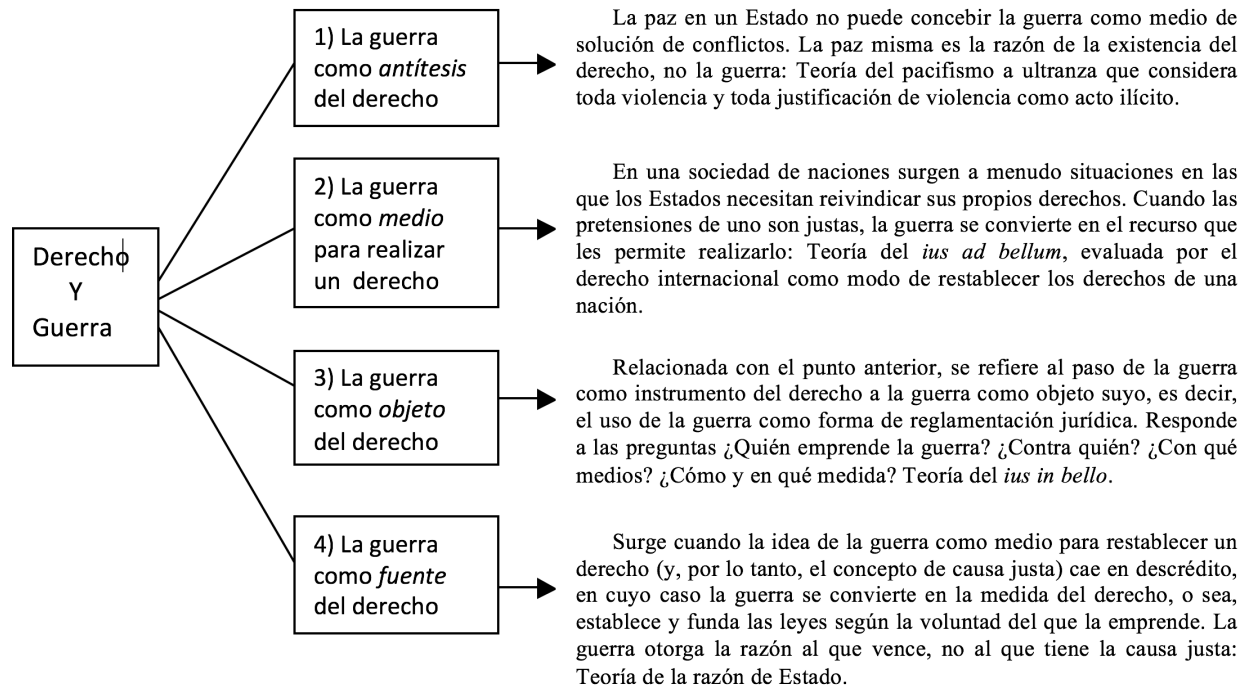 Derecho
Y
Guerra
1) La guerra
como antítesis
del derecho
La paz en un Estado no puede concebir la guerra como medio de
solución de conflictos. La paz misma es la razón de la existencia del
derecho, no la guerra: Teoría del pacifismo a ultranza que considera
toda violencia y toda justificación de violencia como acto ilícito.
2) La guerra
como medio
para realizar
un derecho
En una sociedad de naciones surgen a menudo situaciones en las
que los Estados necesitan reivindicar sus propios derechos. Cuando las
pretensiones de uno son justas, la guerra se convierte en el recurso que
les permite realizarlo: Teoría del ius ad bellum, evaluada por el
derecho internacional como modo de restablecer los derechos de una
nación.
3) La guerra
como objeto
del derecho
Relacionada con el punto anterior, se refiere al paso de la guerra
como instrumento del derecho a la guerra como objeto suyo, es decir,
el uso de la guerra como forma de reglamentación jurídica. Responde
a las preguntas ¿Quién emprende la guerra? ¿Contra quién? ¿Con qué
medios? ¿Cómo y en qué medida? Teoría del ius in bello.
4) La guerra
como fuente
del derecho
Surge cuando la idea de la guerra como medio para restablecer un
derecho (y, por lo tanto, el concepto de causa justa) cae en descrédito,
en cuyo caso la guerra se convierte en la medida del derecho, o sea,
establece y funda las leyes según la voluntad del que la emprende. La
guerra otorga la razón al que vence, no al que tiene la causa justa:
Teoría de la razón de Estado.